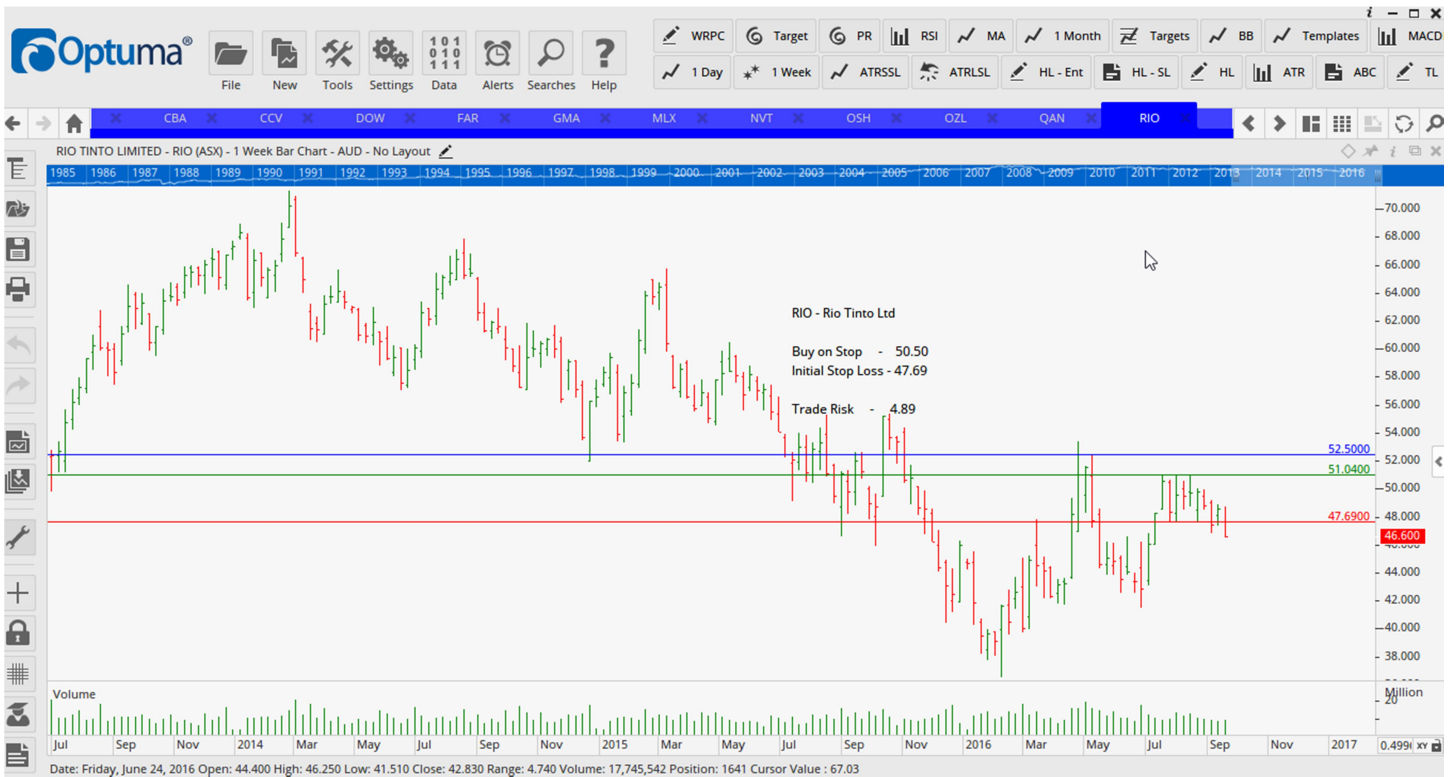 Optuma®
File
New
Tools
Settings
Data
Alerts
Searches
Help
WRPC
Target
PR
RSI
MA
1 Month
Targets
BB
Templates
MACD
1 Day
1 Week
ATRSSL
ATRLSL
HL - Ent
HL - SL
HL
ATR
ABC
TL
CBA
CCV
DOW
FAR
GMA
MLX
NVT
OSH
OZL
QAN
RIO
RIO TINTO LIMITED - RIO (ASX) - 1 Week Bar Chart - AUD - No Layout
1985 1986 1987 1988 1989 1990 1991 1992 1993 1994 1995 1996 1997 1998 1999 2000 2001 2002 2003 2004 2005 2006 2007 2008 2009 2010 2011 2012 2013 2014 2015 2016
70.000
68.000
66.000
64.000
62.000
60.000
58.000
56.000
54.000
52.000
50.000
48.000
46.600
44.000
42.000
40.000
38.000
RIO - Rio Tinto Ltd
Buy on Stop - 50.50
Initial Stop Loss - 47.69
Trade Risk - 4.89
52.5000
51.0400
47.6900
Volume
Million
20
Jul Sep Nov 2014 Mar May Jul Sep Nov 2015 Mar May Jul Sep Nov 2016 Mar May Jul Sep Nov 2017
XY
Date: Friday, June 24, 2016 Open: 44.400 High: 46.250 Low: 41.510 Close: 42.830 Range: 4.740 Volume: 17,745,542 Position: 1641 Cursor Value : 67.03